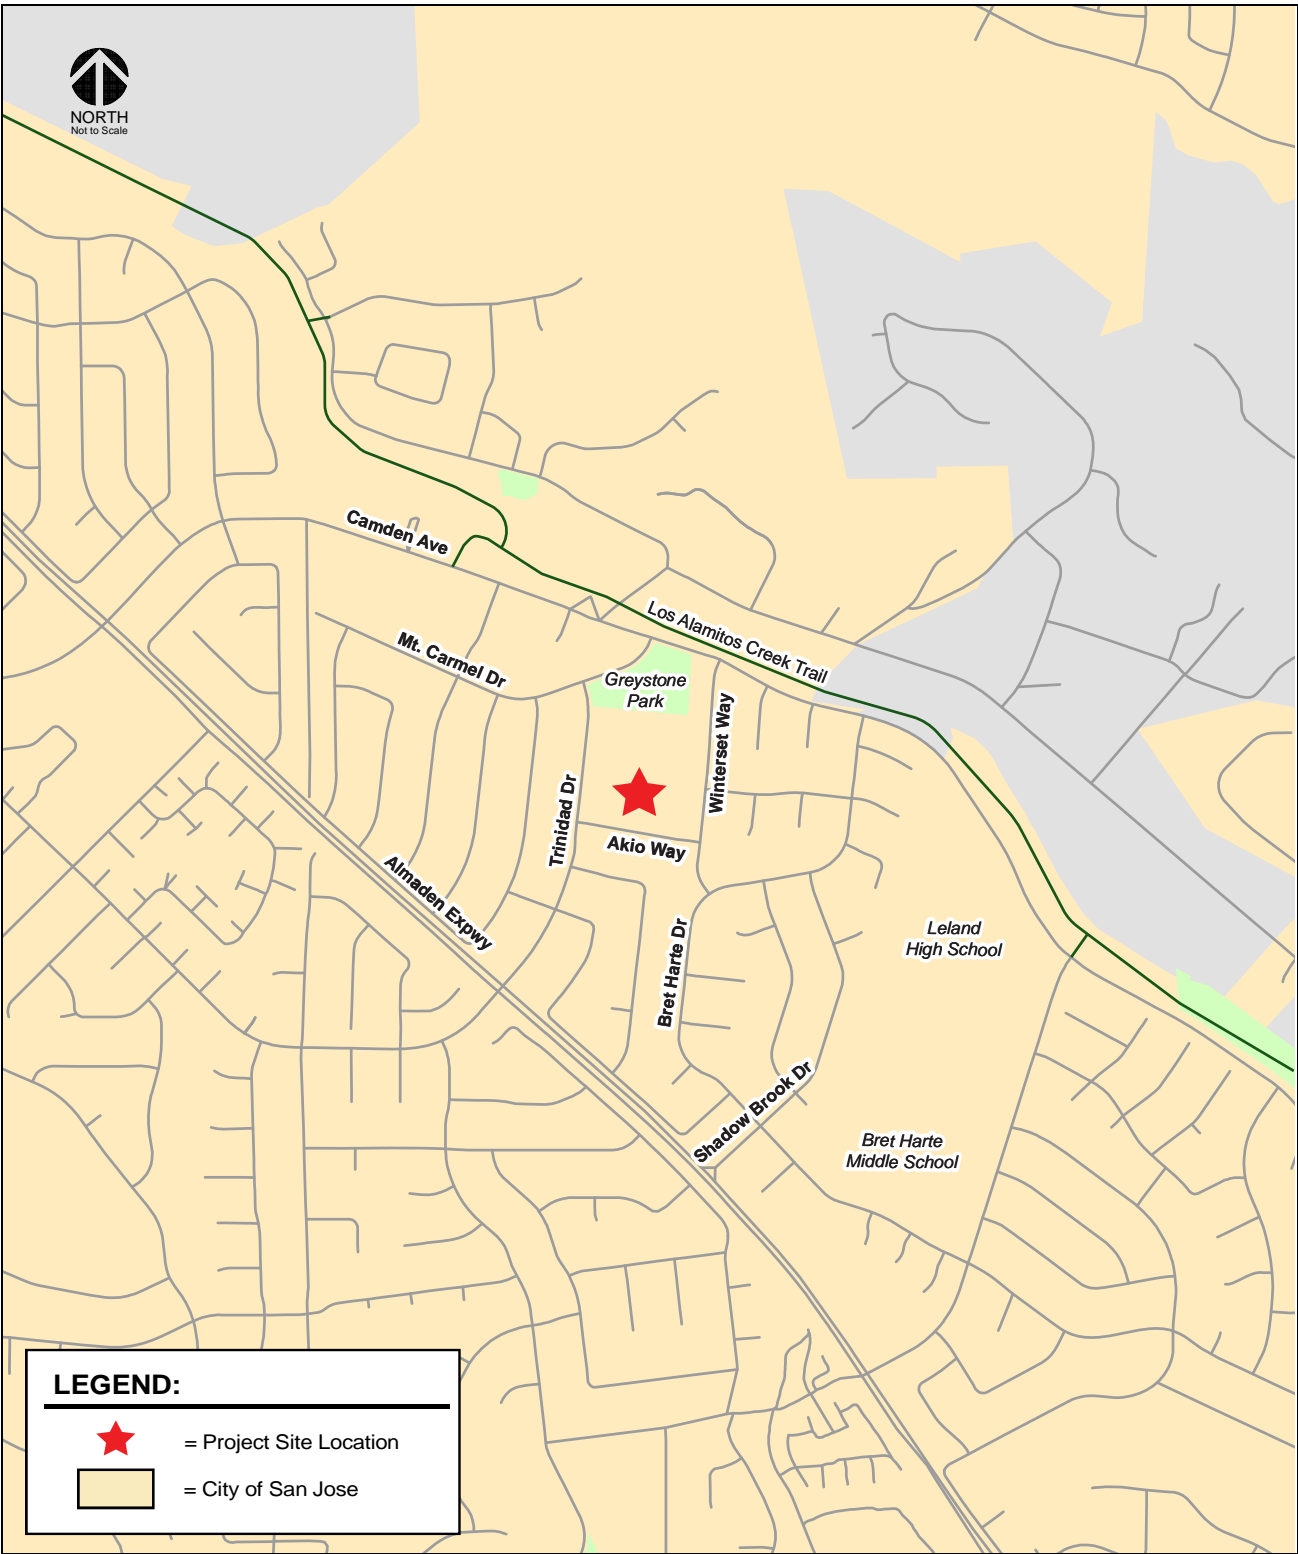 NORTH
Not to Scale
Camden Ave
Los Alamitos Creek Trail
Mt. Carmel Dr
Greystone
Park
Winterset Way
Trinidad Dr
Akio Way
Almaden Expwy
Bret Harte Dr
Leland
High School
Shadow Brook Dr
Bret Harte
Middle School
LEGEND:
= Project Site Location
= City of San Jose